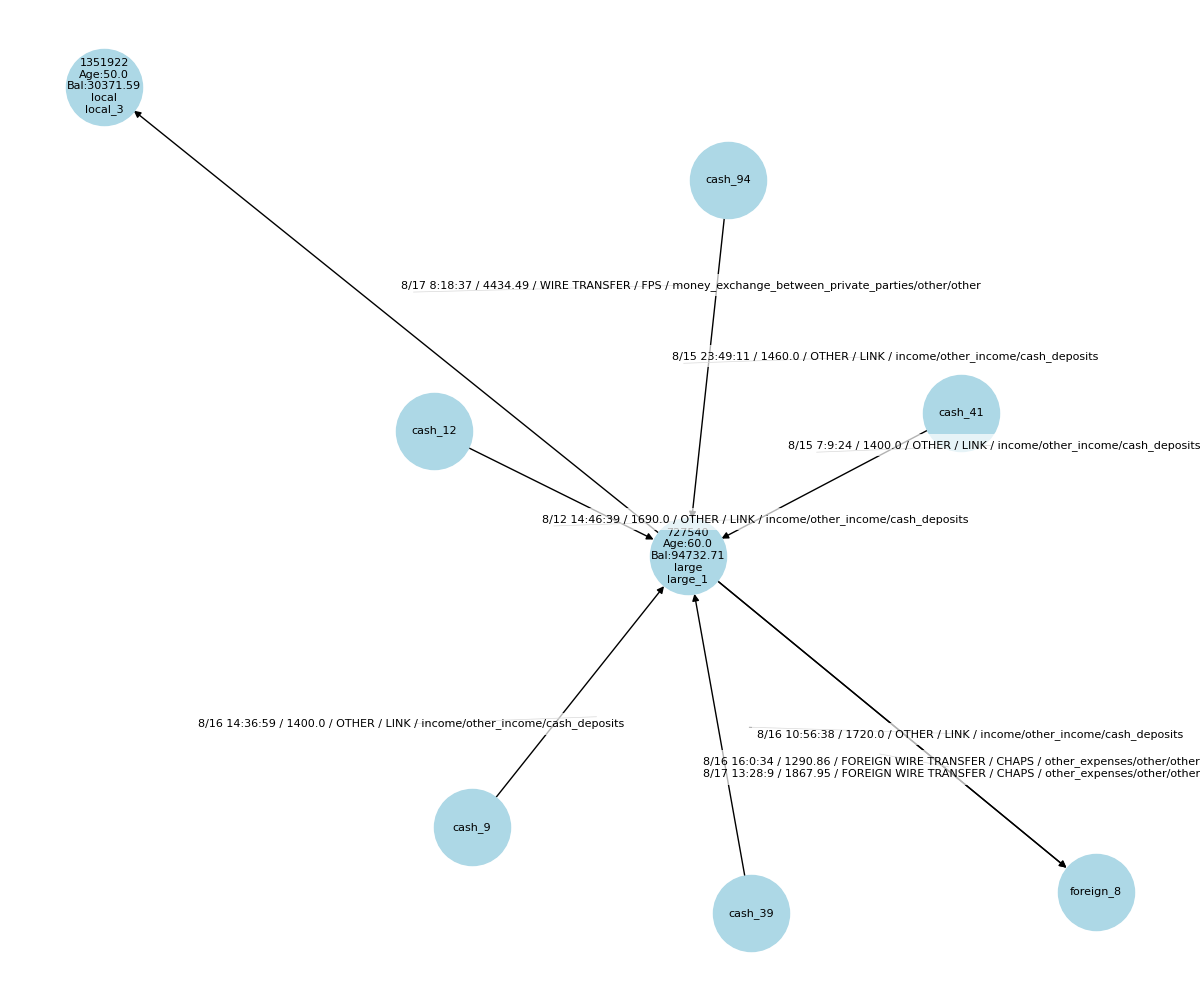 1351922
Age:50.0
Bal:30371.59
local
local_3
cash_94
8/17 8:18:37 / 4434.49 / WIRE TRANSFER / FPS / money_exchange_between_private_parties/other/other
8/15 23:49:11 / 1460.0 / OTHER / LINK / income/other_income/cash_deposits
cash_41
cash_12
8/15 7:9:24 / 1400.0 / OTHER / LINK / income/other_income/cash_deposits
8/12 14:46:39 / 1690.0 / OTHER / LINK / income/other_income/cash_deposits
727540
Age:60.0
Bal:94732.71
large
large_1
8/16 14:36:59 / 1400.0 / OTHER / LINK / income/other_income/cash_deposits
8/16 10:56:38 / 1720.0 / OTHER / LINK / income/other_income/cash_deposits
8/16 16:0:34 / 1290.86 / FOREIGN WIRE TRANSFER / CHAPS / other_expenses/other/other
8/17 13:28:9 / 1867.95 / FOREIGN WIRE TRANSFER / CHAPS / other_expenses/other/other
cash_9
foreign_8
cash_39